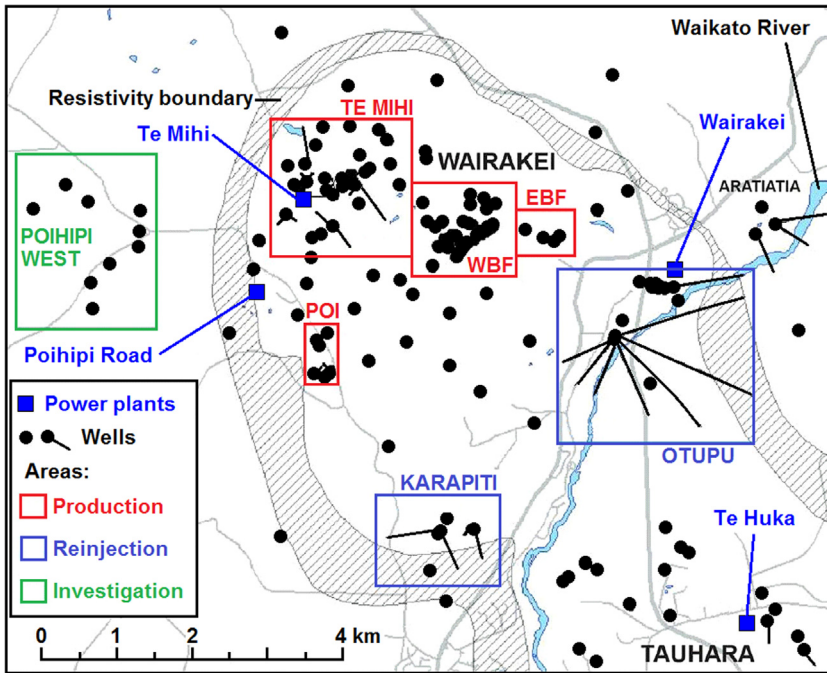 Waikato River
Resistivity boundary
TE MIHI
Te Mihi
Wairakei
WAIRAKEI
ARATIATIA
EBF
POIHIPI
WEST
WBF
POI
Poihipi Road
Power plants
Wells
Areas:
Production
Reinjection
Investigation
OTUPU
KARAPITI
Te Huka
TAUHARA
0 1 2 4 km